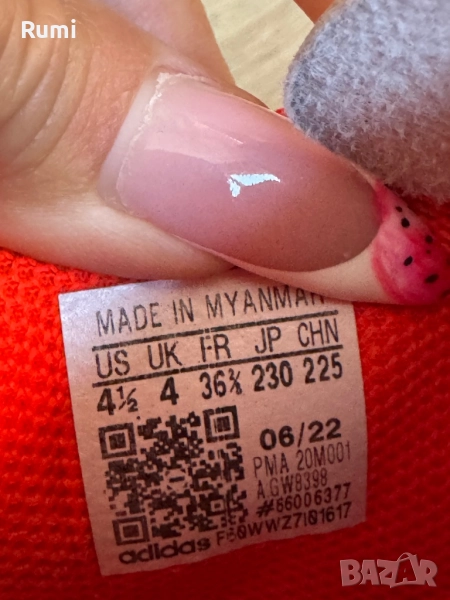 Rumi
MADE IN MYANMAR
US UK FR JP CHN
4½ 4 36⅔ 230 225
06/22
PMA 20M001
A.GW8398
#66006377
adidas
BAZAR